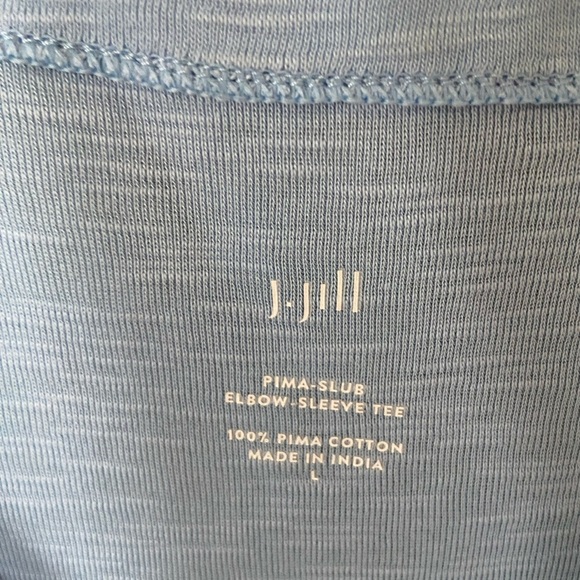 J.Jill
PIMA-SLUB
ELBOW-SLEEVE TEE
100% PIMA COTTON
MADE IN INDIA
L